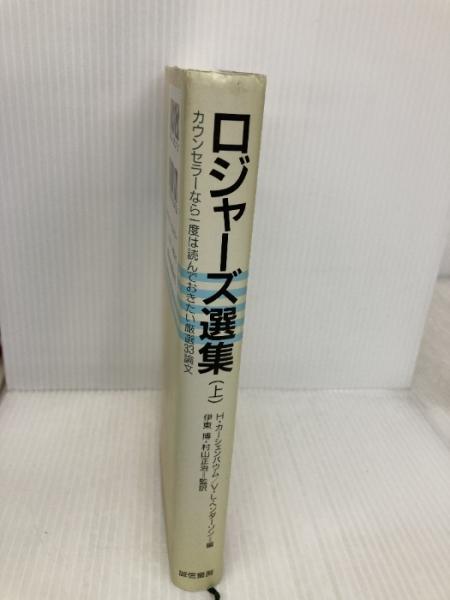 ロジャーズ選集(上)
カウンセラーなら一度は読んでおきたい厳選33論文
H・カーシェンバウム/V・L・ヘンダーソン=編
伊東 博・村山正治=監訳
誠信書房